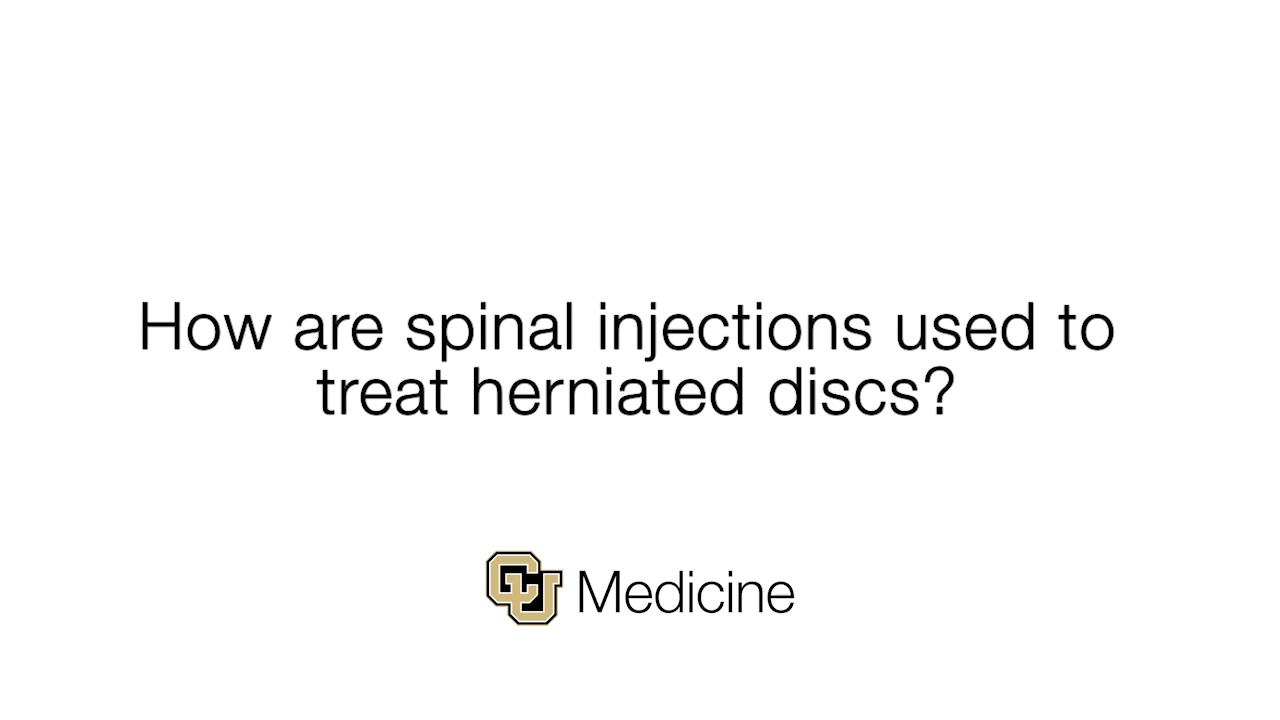 How are spinal injections used to
treat herniated discs?
CU Medicine